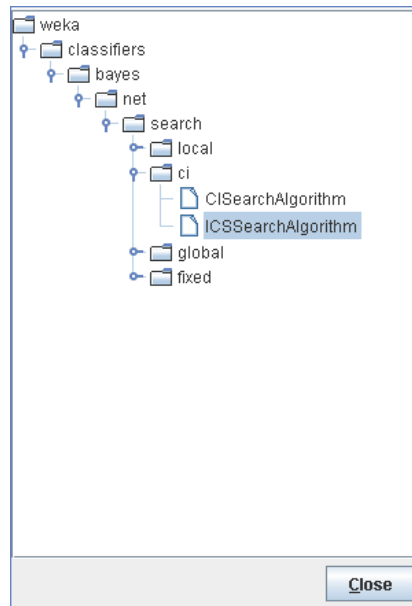 weka
classifiers
bayes
net
search
local
ci
CISearchAlgorithm
ICSSearchAlgorithm
global
fixed
Close